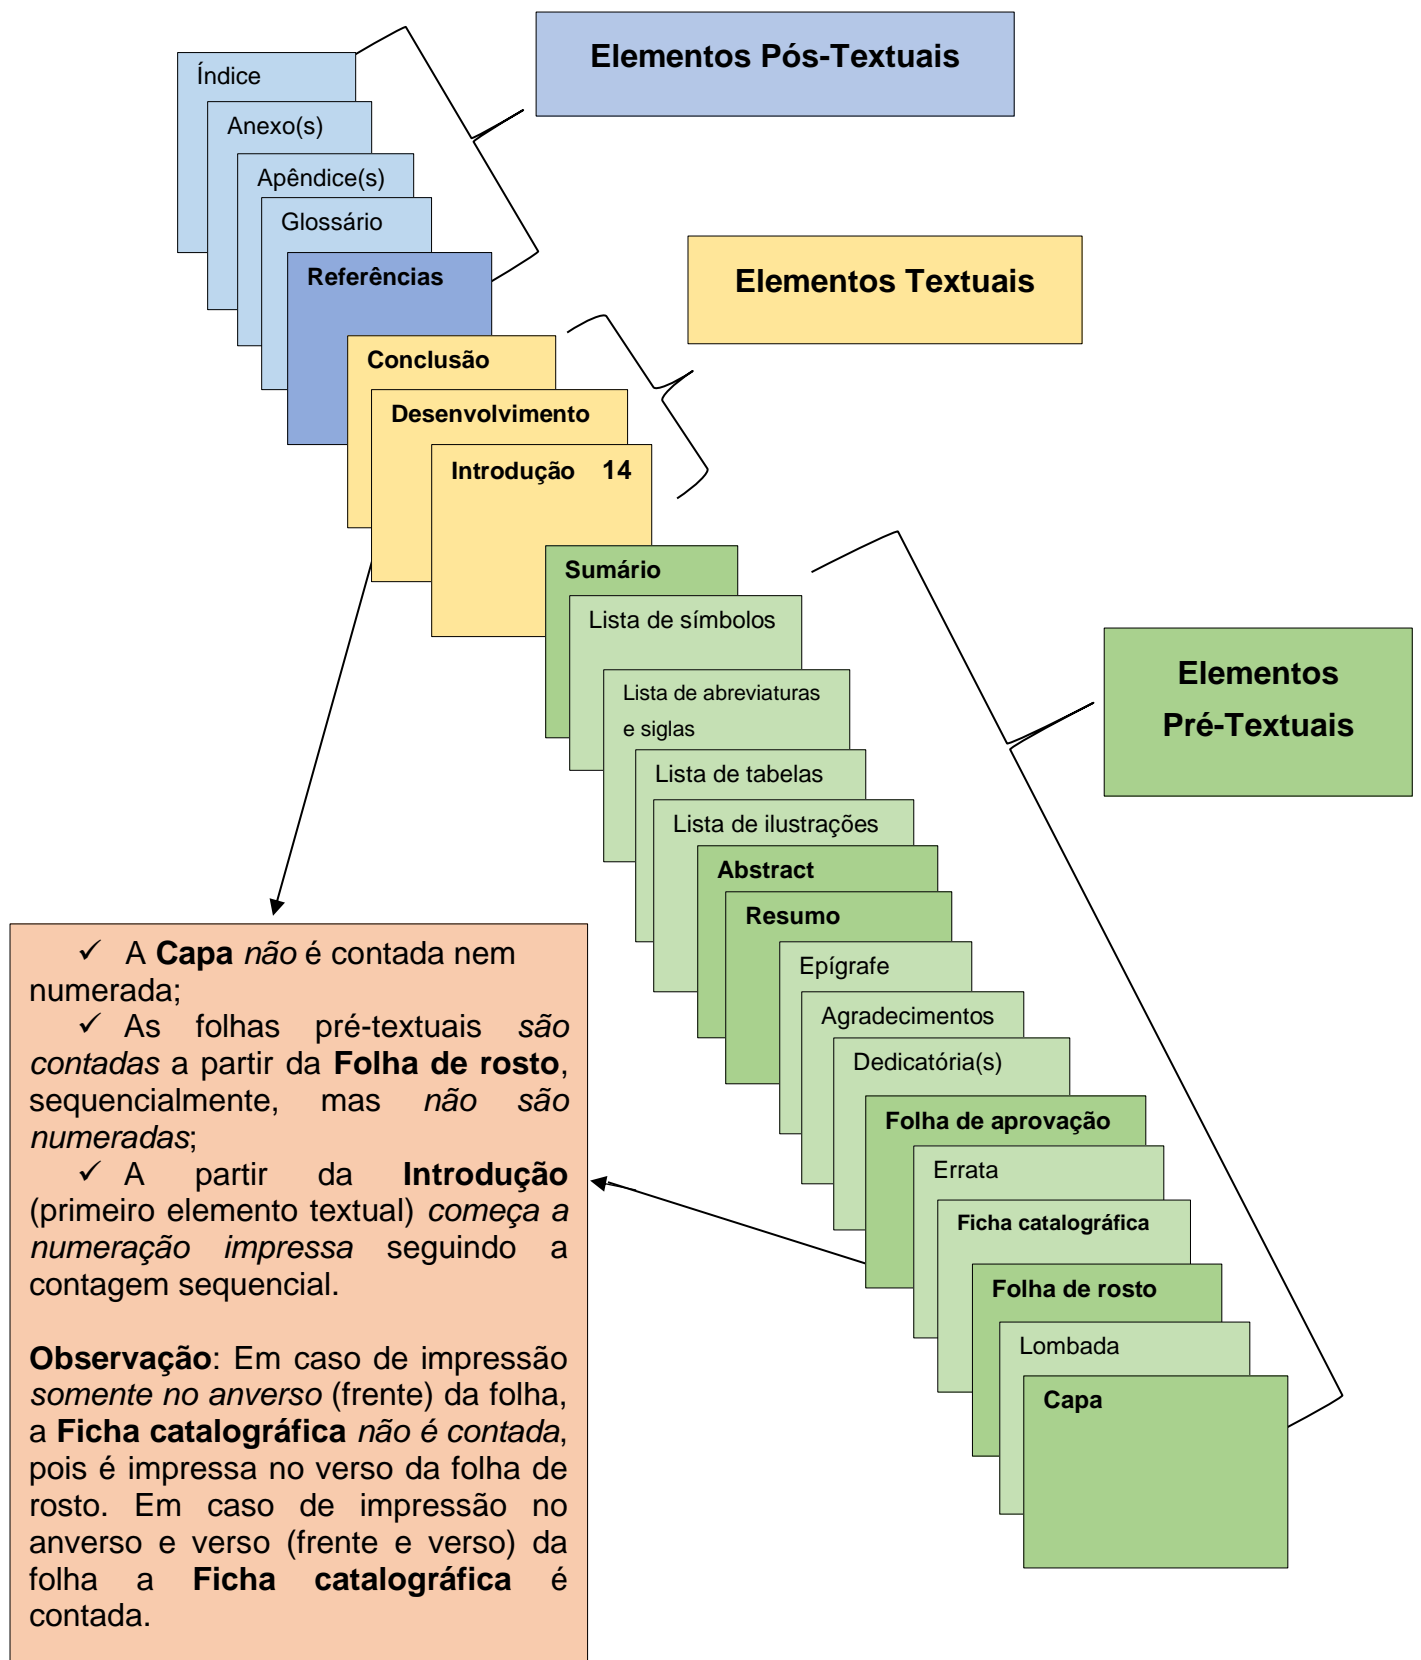 Elementos Pós-Textuais
Índice
Anexo(s)
Apêndice(s)
Glossário
Referências
Elementos Textuais
Conclusão
Desenvolvimento
Introdução 14
Sumário
Lista de símbolos
Lista de abreviaturas
e siglas
Lista de tabelas
Lista de ilustrações
Abstract
Resumo
Epígrafe
Agradecimentos
Dedicatória(s)
Folha de aprovação
Errata
Ficha catalográfica
Folha de rosto
Lombada
Capa
Elementos
Pré-Textuais
✓ A Capa não é contada nem
numerada;
✓ As folhas pré-textuais são
contadas a partir da Folha de rosto,
sequencialmente, mas não são
numeradas;
✓ A partir da Introdução
(primeiro elemento textual) começa a
numeração impressa seguindo a
contagem sequencial.
Observação: Em caso de impressão
somente no anverso (frente) da folha,
a Ficha catalográfica não é contada,
pois é impressa no verso da folha de
rosto. Em caso de impressão no
anverso e verso (frente e verso) da
folha a Ficha catalográfica é
contada.